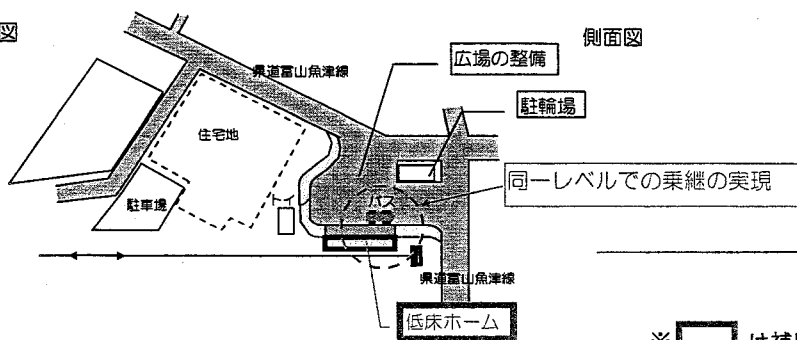 図
側面図
広場の整備
県道富山魚津線
駐輪場
住宅地
同一レベルでの乗継の実現
駐車場
トイ
バス
県道富山魚津線
低床ホーム
※ は補